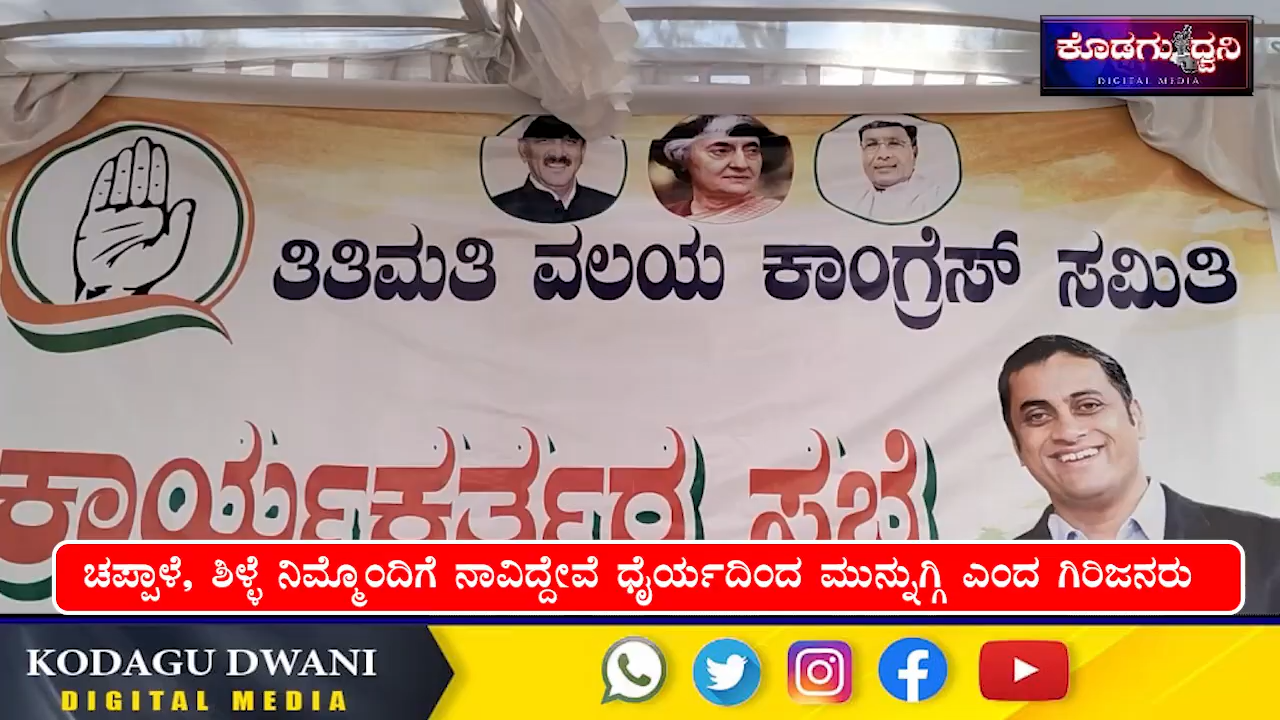 ಕೊಡಗು ಧ್ವನಿ
DIGITAL MEDIA
ತಿತಿಮತಿ ವಲಯ ಕಾಂಗ್ರೆಸ್ ಸಮಿತಿ
ಕಾರ್ಯಕರ್ತರ ಸಭೆ
ಚಪ್ಪಾಳೆ, ಶಿಳ್ಳೆ ನಿಮ್ಮೊಂದಿಗೆ ನಾವಿದ್ದೇವೆ ಧೈರ್ಯದಿಂದ ಮುನ್ನುಗ್ಗಿ ಎಂದ ಗಿರಿಜನರು
KODAGU DWANI
DIGITAL MEDIA